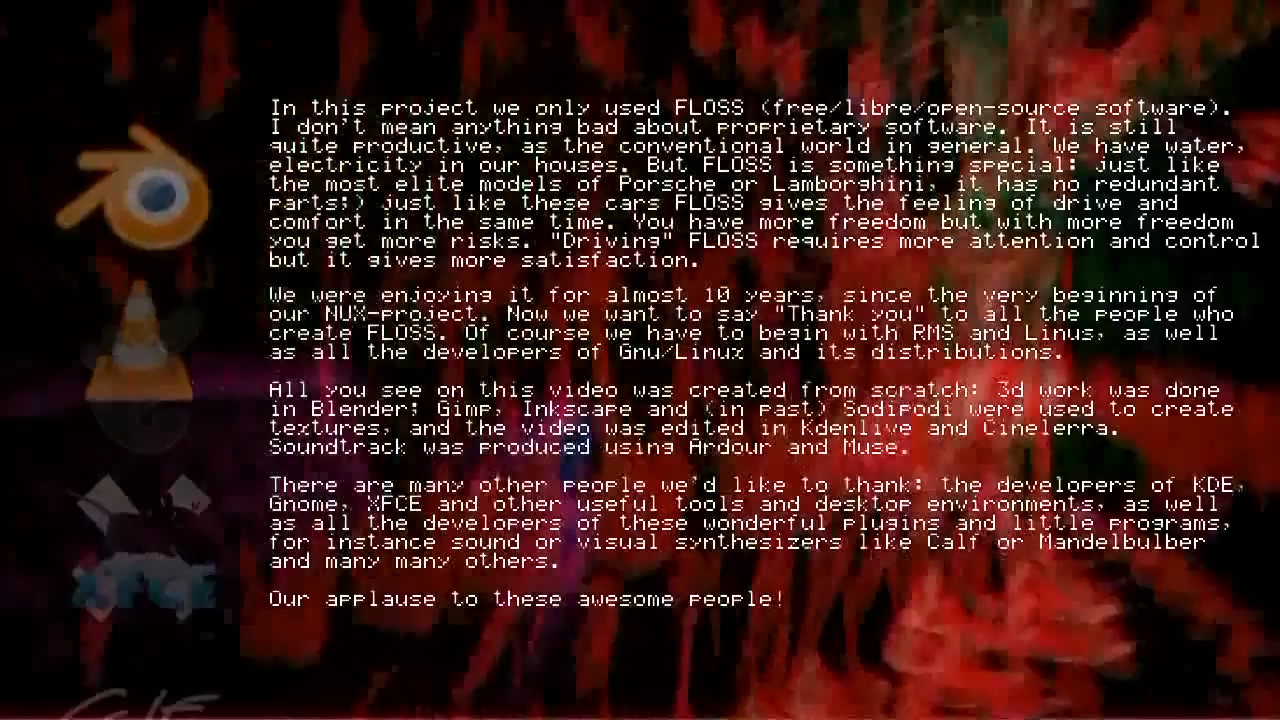 In this project we only used FLOSS (free/libre/open-source software).
I don't mean anything bad about proprietary software. It is still
quite productive, as the conventional world in general. We have water,
electricity in our houses. But FLOSS is something special: just like
the most elite models of Porsche or Lamborghini, it has no redundant
parts;) just like these cars FLOSS gives the feeling of drive and
comfort in the same time. You have more freedom but with more freedom
you get more risks. "Driving" FLOSS requires more attention and control
but it gives more satisfaction.
We were enjoying it for almost 10 years, since the very beginning of
our NUX-project. Now we want to say "Thank you" to all the people who
create FLOSS. Of course we have to begin with RMS and Linus, as well
as all the developers of Gnu/Linux and its distributions.
All you see on this video was created from scratch: 3d work was done
in Blender; Gimp, Inkscape and (in past) Sodipodi were used to create
textures, and the video was edited in Kdenlive and Cinelerra.
Soundtrack was produced using Ardour and Muse.
There are many other people we'd like to thank: the developers of KDE,
Gnome, XFCE and other useful tools and desktop environments, as well
as all the developers of these wonderful plugins and little programs,
for instance sound or visual synthesizers like Calf or Mandelbulber
and many many others.
Our applause to these awesome people!
XFCE